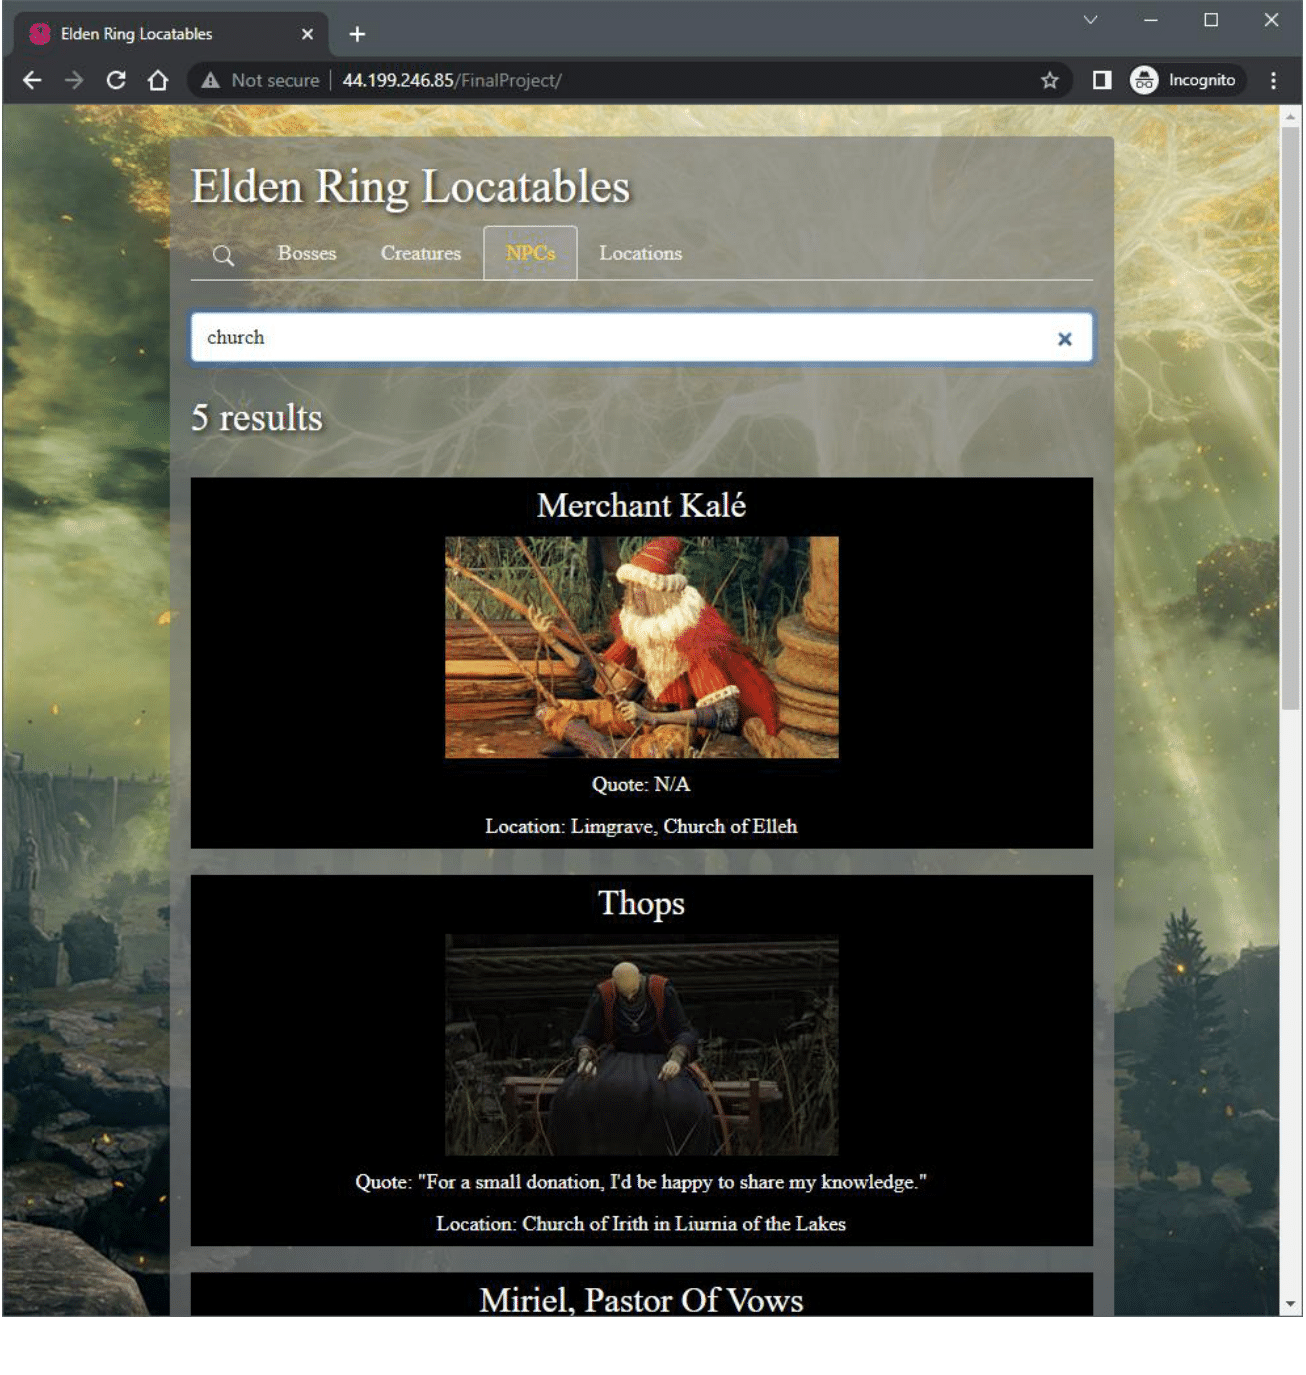 Elden Ring Locatables
Not secure | 44.199.246.85/FinalProject/
Incognito
Elden Ring Locatables
Bosses Creatures NPCs Locations
church
5 results
Merchant Kalé
Quote: N/A
Location: Limgrave, Church of Elleh
Thops
Quote: "For a small donation, I'd be happy to share my knowledge."
Location: Church of Irith in Liurnia of the Lakes
Miriel, Pastor Of Vows